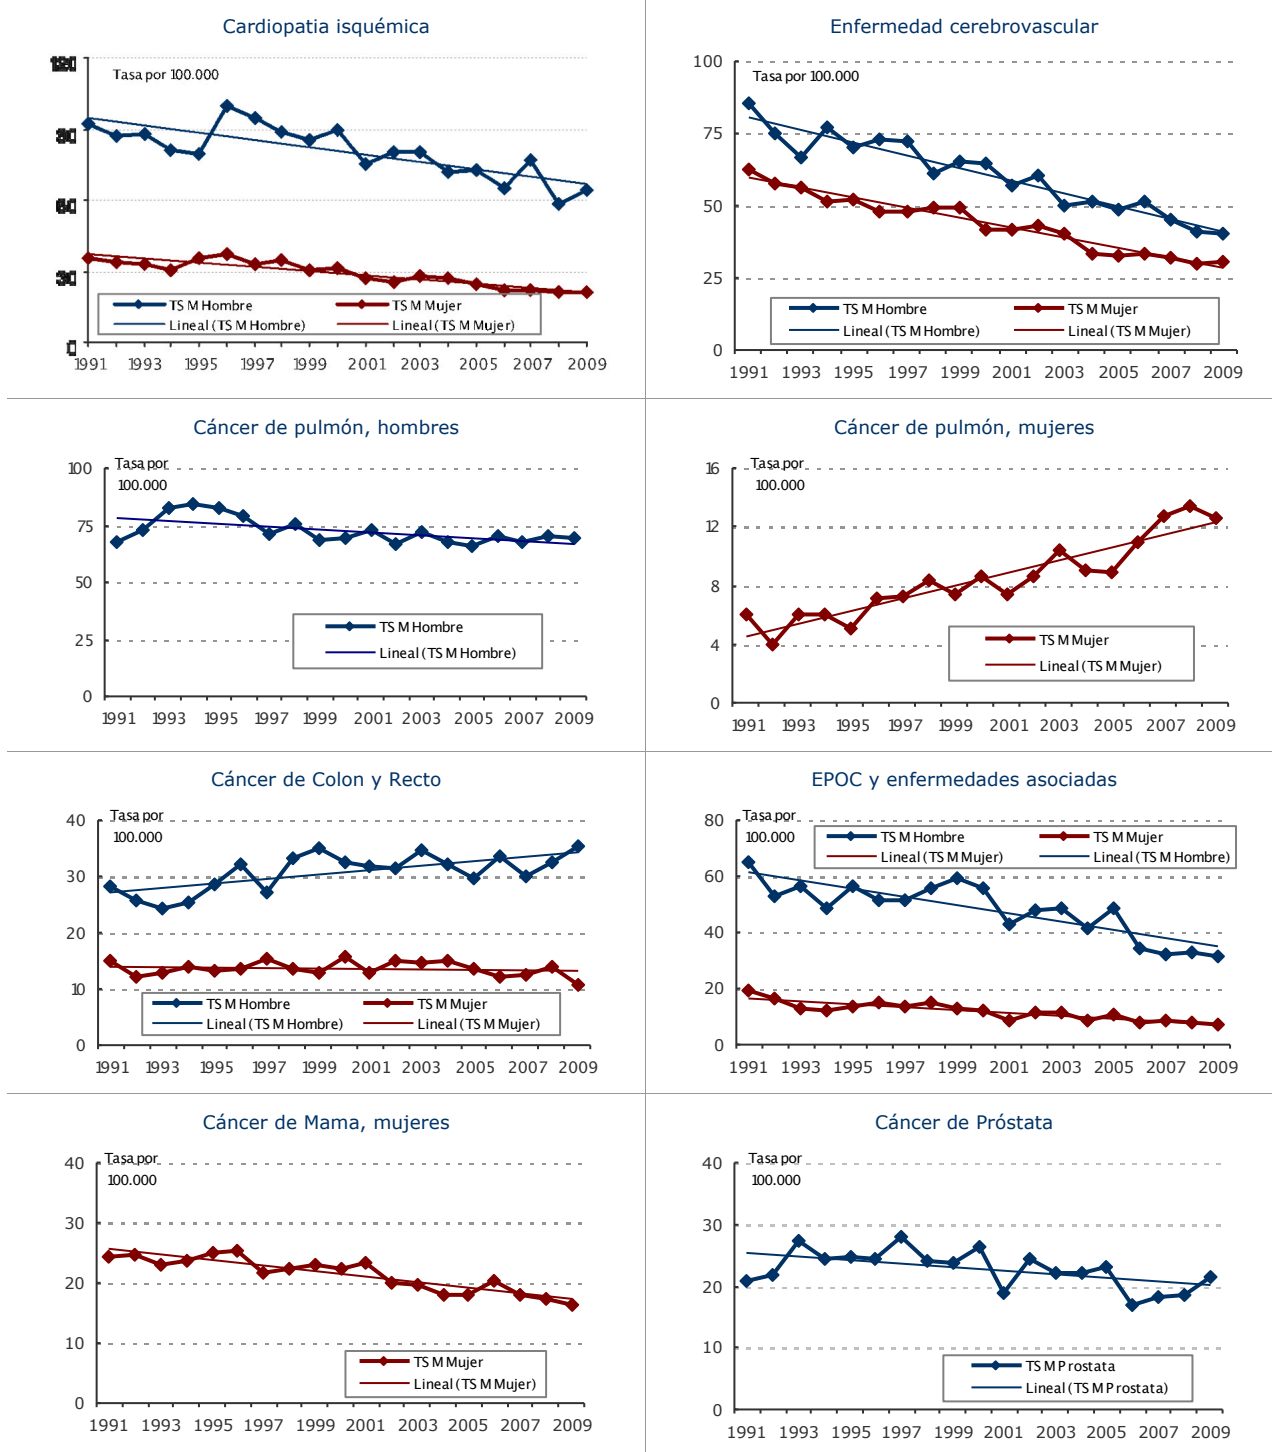 Cardiopatia isquémica
120
Tasa por 100.000
90
60
30
TS M Hombre
TS M Mujer
Lineal (TS M Hombre)
Lineal (TS M Mujer)
0
1991 1993 1995 1997 1999 2001 2003 2005 2007 2009
Enfermedad cerebrovascular
100
Tasa por 100.000
75
50
25
TS M Hombre
TS M Mujer
Lineal (TS M Hombre)
Lineal (TS M Mujer)
0
1991 1993 1995 1997 1999 2001 2003 2005 2007 2009
Cáncer de pulmón, hombres
Tasa por
100
100.000
75
50
TS M Hombre
25
Lineal (TS M Hombre)
0
1991 1993 1995 1997 1999 2001 2003 2005 2007 2009
Cáncer de pulmón, mujeres
Tasa por
16
100.000
12
8
TS M Mujer
4
Lineal (TS M Mujer)
0
1991 1993 1995 1997 1999 2001 2003 2005 2007 2009
Cáncer de Colon y Recto
Tasa por
40
100.000
30
20
10
TS M Hombre
TS M Mujer
Lineal (TS M Hombre)
Lineal (TS M Mujer)
0
1991 1993 1995 1997 1999 2001 2003 2005 2007 2009
EPOC y enfermedades asociadas
Tasa por
80
100.000
TS M Hombre
TS M Mujer
Lineal (TS M Mujer)
Lineal (TS M Hombre)
60
40
20
0
1991 1993 1995 1997 1999 2001 2003 2005 2007 2009
Cáncer de Mama, mujeres
Tasa por
40
100.000
30
20
10
TS M Mujer
Lineal (TS M Mujer)
0
1991 1993 1995 1997 1999 2001 2003 2005 2007 2009
Cáncer de Próstata
Tasa por
40
100.000
30
20
10
TS M Prostata
Lineal (TS M Prostata)
0
1991 1993 1995 1997 1999 2001 2003 2005 2007 2009